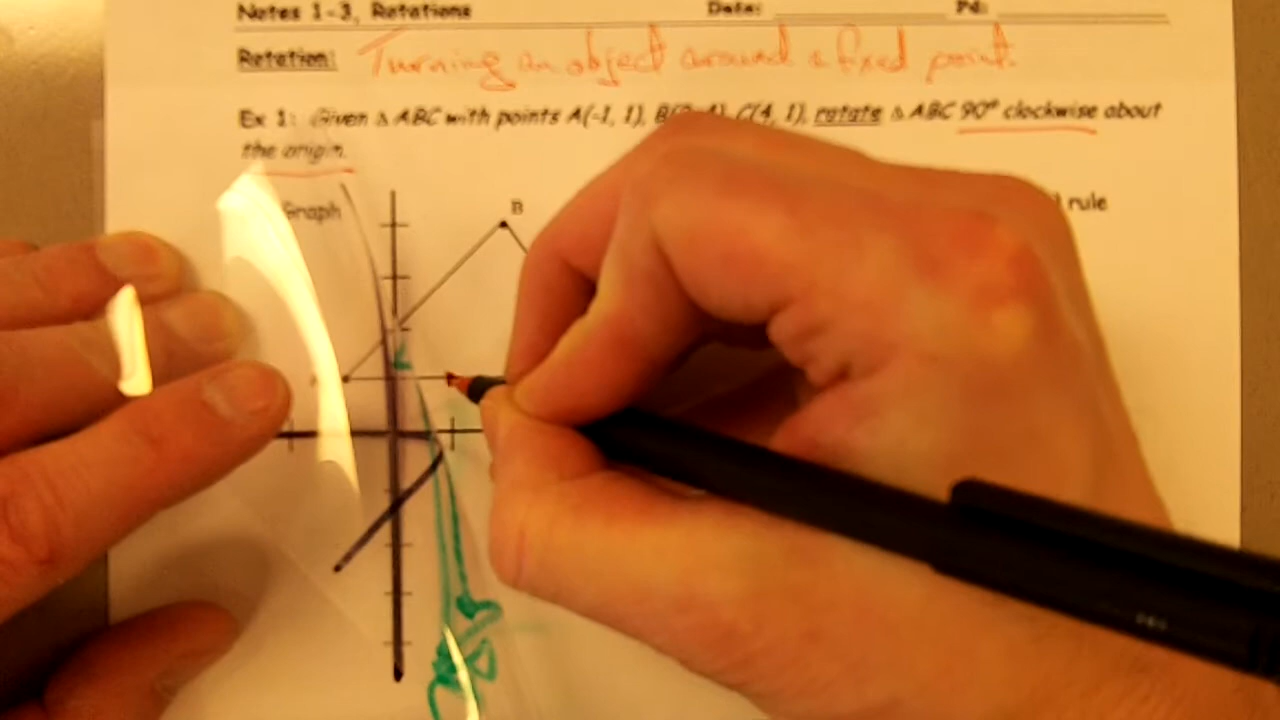 Notes 1-3, Rotations Date: Pd:
Rotation: Turning an object around a fixed point.
Ex 1: Given △ ABC with points A(-1, 1), C(4, 1), rotate △ ABC 90° clockwise about
the origin.
Graph rule
B